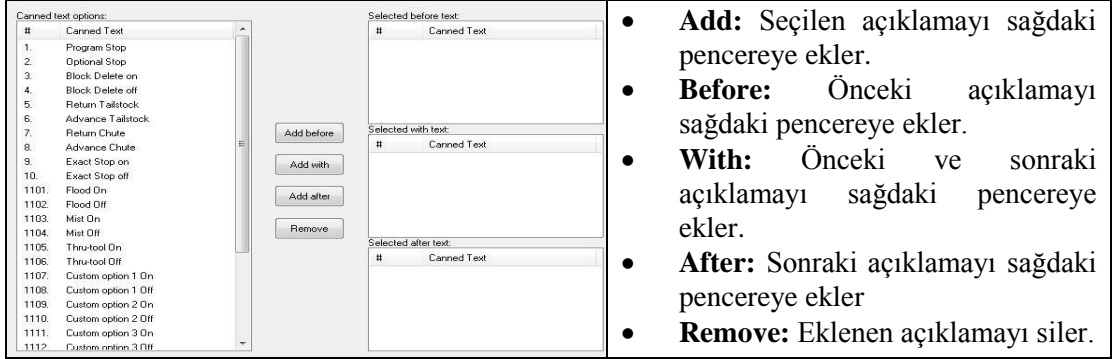 Canned text options:
# Canned Text
1. Program Stop
2. Optional Stop
3. Block Delete on
4. Block Delete off
5. Return Tailstock
6. Advance Tailstock
7. Return Chute
8. Advance Chute
9. Exact Stop on
10. Exact Stop off
1101. Flood On
1102. Flood Off
1103. Mist On
1104. Mist Off
1105. Thru-tool On
1106. Thru-tool Off
1107. Custom option 1 On
1108. Custom option 1 Off
1109. Custom option 2 On
1110. Custom option 2 Off
1111. Custom option 3 On
1112. Custom option 3 Off
Add before
Add with
Add after
Remove
Selected before text:
# Canned Text
Selected with text:
# Canned Text
Selected after text:
# Canned Text
• Add: Seçilen açıklamayı sağdaki
pencereye ekler.
• Before: Önceki açıklamayı
sağdaki pencereye ekler.
• With: Önceki ve sonraki
açıklamayı sağdaki pencereye
ekler.
• After: Sonraki açıklamayı sağdaki
pencereye ekler
• Remove: Eklenen açıklamayı siler.